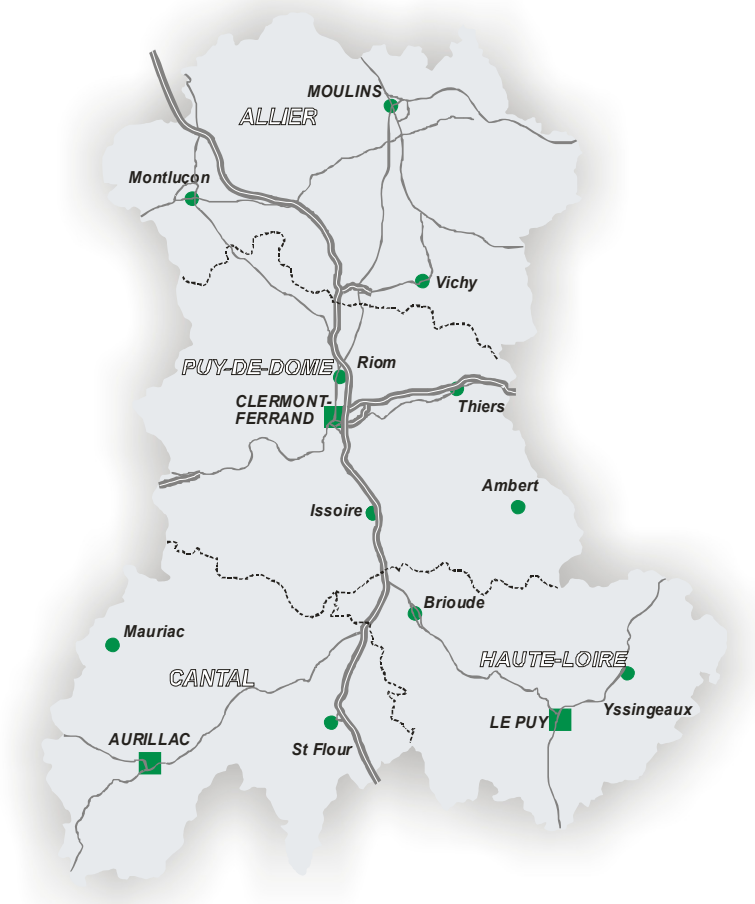 MOULINS
ALLIER
Montluçon
Vichy
PUY-DE-DOME
Riom
CLERMONT-
FERRAND
Thiers
Ambert
Issoire
Brioude
Mauriac
HAUTE-LOIRE
CANTAL
Yssingeaux
LE PUY
AURILLAC
St Flour